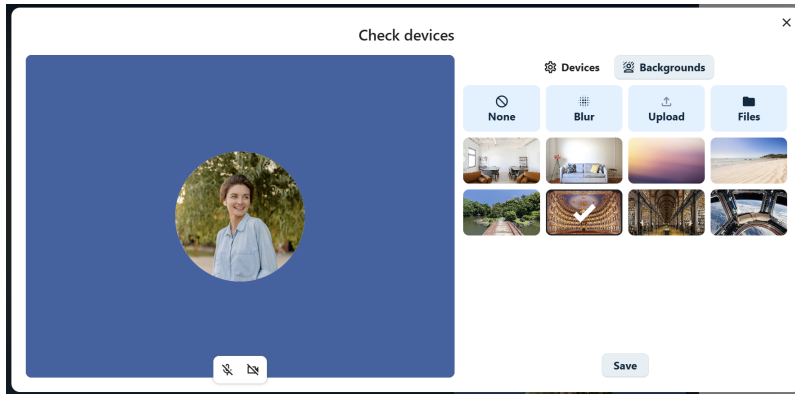 Check devices
Devices Backgrounds
None Blur Upload Files
Save